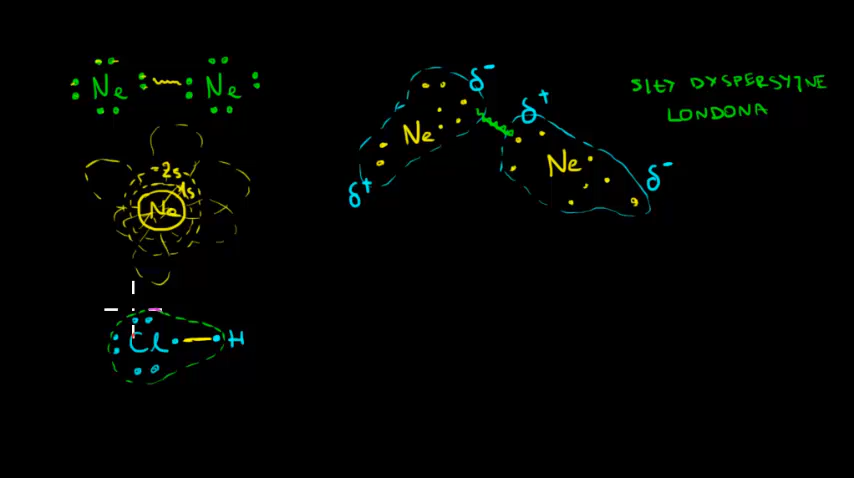 Ne Ne
2s
1s
Ne
Cl H
Ne
δ-
δ+
δ+
Ne
δ-
SIŁY DYSPERSYJNE
LONDONA